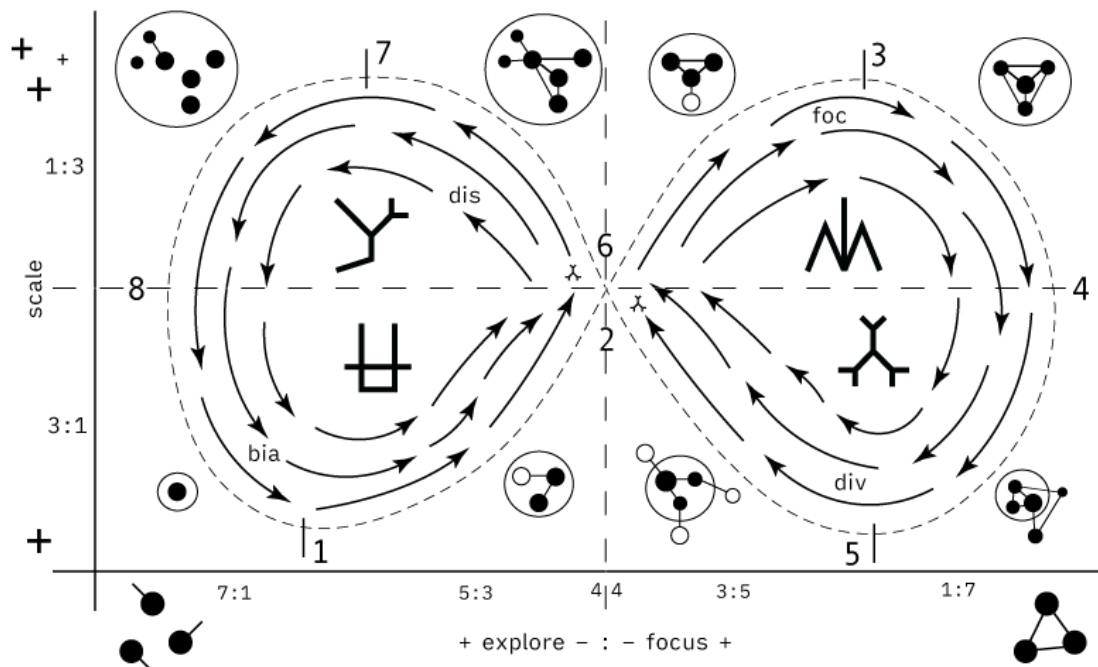 + + +
7
3
foc
1:3
dis
6
scale
8
4
2
3:1
bia
div
+
1
5
7:1 5:3 4 4 3:5 1:7
+ explore – : – focus +